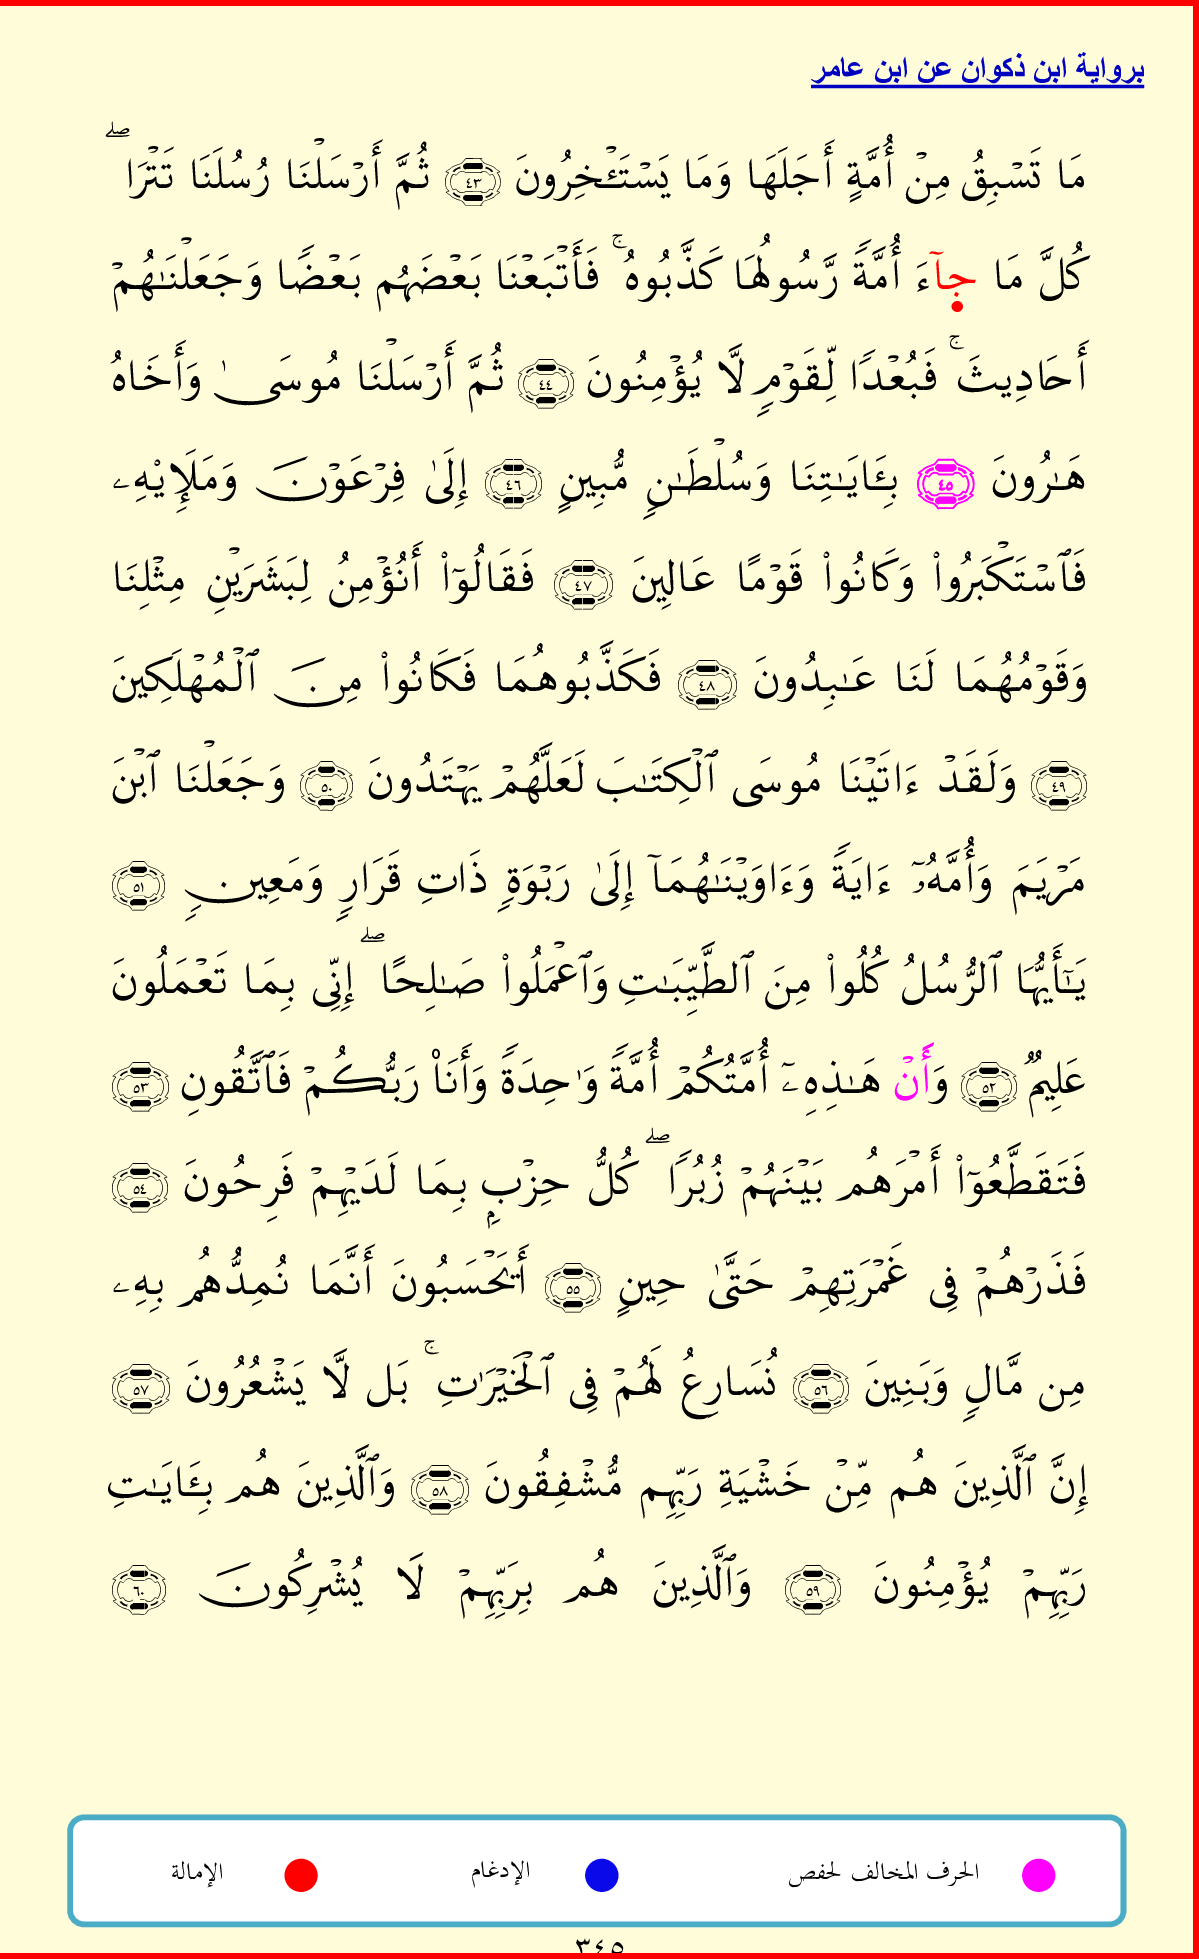 برواية ابن ذكوان عن ابن عامر
مَا تَسۡبِقُ مِنۡ أُمَّةٍ أَجَلَهَا وَمَا يَسۡتَـٔۡخِرُونَ ٤٣ ثُمَّ أَرۡسَلۡنَا رُسُلَنَا تَتۡرَاۖ
كُلَّ مَا جآءَ أُمَّةٗ رَّسُولُهَا كَذَّبُوهُۚ فَأَتۡبَعۡنَا بَعۡضَهُم بَعۡضٗا وَجَعَلۡنَٰهُمۡ
أَحَادِيثَۚ فَبُعۡدٗا لِّقَوۡمٖ لَّا يُؤۡمِنُونَ ٤٤ ثُمَّ أَرۡسَلۡنَا مُوسَىٰ وَأَخَاهُ
هَٰرُونَ ٤٥ بِـَٔايَٰتِنَا وَسُلۡطَٰنٖ مُّبِينٍ ٤٦ إِلَىٰ فِرۡعَوۡنَ وَمَلَإِيْهِۦ
فَٱسۡتَكۡبَرُواْ وَكَانُواْ قَوۡمًا عَالِينَ ٤٧ فَقَالُوٓاْ أَنُؤۡمِنُ لِبَشَرَيۡنِ مِثۡلِنَا
وَقَوۡمُهُمَا لَنَا عَٰبِدُونَ ٤٨ فَكَذَّبُوهُمَا فَكَانُواْ مِنَ ٱلۡمُهۡلَكِينَ
٤٩ وَلَقَدۡ ءَاتَيۡنَا مُوسَى ٱلۡكِتَٰبَ لَعَلَّهُمۡ يَهۡتَدُونَ ٥٠ وَجَعَلۡنَا ٱبۡنَ
مَرۡيَمَ وَأُمَّهُۥٓ ءَايَةٗ وَءَاوَيۡنَٰهُمَآ إِلَىٰ رَبۡوَةٖ ذَاتِ قَرَارٖ وَمَعِينٖ ٥١
يَٰٓأَيُّهَا ٱلرُّسُلُ كُلُواْ مِنَ ٱلطَّيِّبَٰتِ وَٱعۡمَلُواْ صَٰلِحًاۖ إِنِّي بِمَا تَعۡمَلُونَ
عَلِيمٞ ٥٢ وَأَنۡ هَٰذِهِۦٓ أُمَّتُكُمۡ أُمَّةٗ وَٰحِدَةٗ وَأَنَا۠ رَبُّكُمۡ فَٱتَّقُونِ ٥٣
فَتَقَطَّعُوٓاْ أَمۡرَهُم بَيۡنَهُمۡ زُبُرٗاۖ كُلُّ حِزۡبِۭ بِمَا لَدَيۡهِمۡ فَرِحُونَ ٥٤
فَذَرۡهُمۡ فِي غَمۡرَتِهِمۡ حَتَّىٰ حِينٍ ٥٥ أَيَحۡسَبُونَ أَنَّمَا نُمِدُّهُم بِهِۦ
مِن مَّالٖ وَبَنِينَ ٥٦ نُسَارِعُ لَهُمۡ فِي ٱلۡخَيۡرَٰتِۚ بَل لَّا يَشۡعُرُونَ ٥٧
إِنَّ ٱلَّذِينَ هُم مِّنۡ خَشۡيَةِ رَبِّهِم مُّشۡفِقُونَ ٥٨ وَٱلَّذِينَ هُم بِـَٔايَٰتِ
رَبِّهِمۡ يُؤۡمِنُونَ ٥٩ وَٱلَّذِينَ هُم بِرَبِّهِمۡ لَا يُشۡرِكُونَ ٦٠
الحرف المخالف لحفص الإدغام الإمالة
٣٤٥